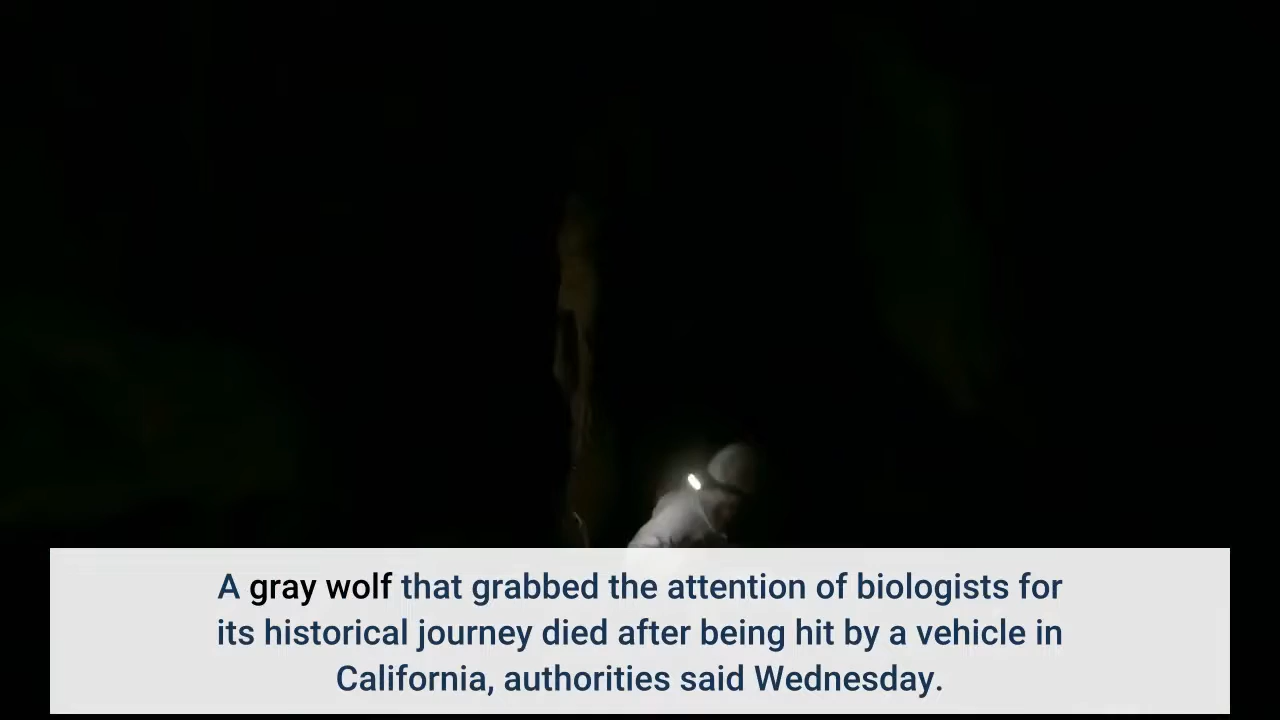 A gray wolf that grabbed the attention of biologists for
its historical journey died after being hit by a vehicle in
California, authorities said Wednesday.